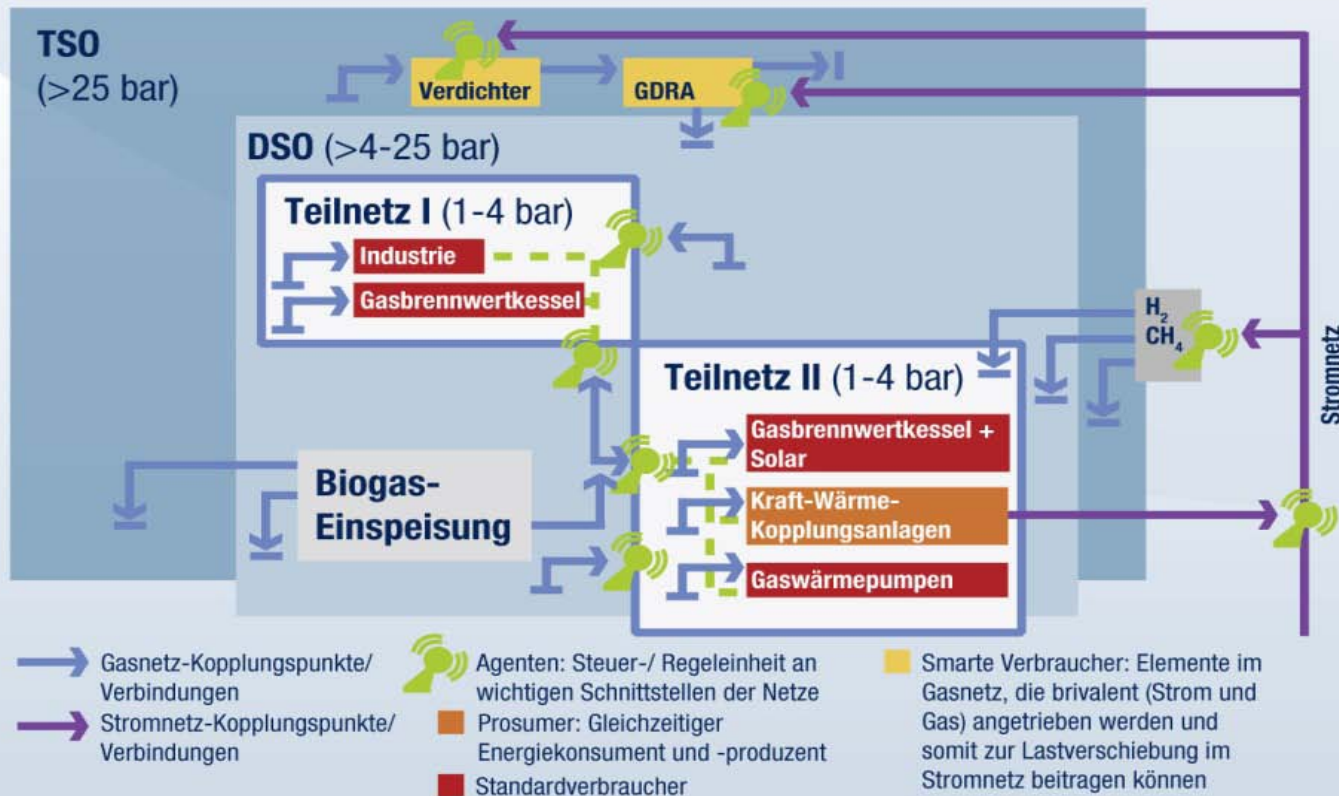 TSO
(>25 bar)
Verdichter
GDRA
DSO (>4-25 bar)
Teilnetz I (1-4 bar)
Industrie
Gasbrennwertkessel
H₂
CH₄
Stromnetz
Teilnetz II (1-4 bar)
Gasbrennwertkessel +
Solar
Kraft-Wärme-
Kopplungsanlagen
Gaswärmepumpen
Biogas-
Einspeisung
Gasnetz-Kopplungspunkte/
Verbindungen
Stromnetz-Kopplungspunkte/
Verbindungen
Agenten: Steuer-/ Regeleinheit an
wichtigen Schnittstellen der Netze
Prosumer: Gleichzeitiger
Energiekonsument und -produzent
Standardverbraucher
Smarte Verbraucher: Elemente im
Gasnetz, die brivalent (Strom und
Gas) angetrieben werden und
somit zur Lastverschiebung im
Stromnetz beitragen können